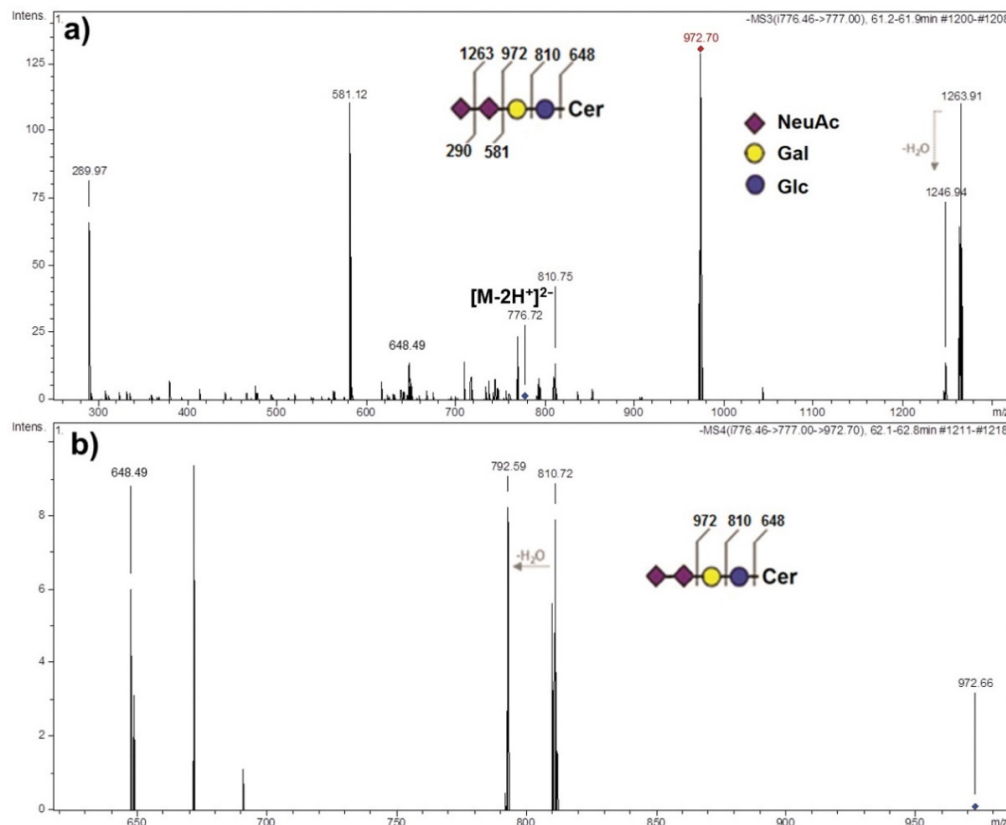 Intens.
1.
a)
-MS3(i776.46->777.00), 61.2-61.9min #1200-#1208
125
100
75
50
25
0
289.97
581.12
648.49
[M-2H⁺]²⁻
776.72
810.75
972.70
1246.94
1263.91
-H₂O
1263 972 810 648
Cer
290 581
NeuAc
Gal
Glc
300 400 500 600 700 800 900 1000 1100 1200 m/z
Intens.
1.
b)
-MS4(i776.46->777.00->972.70), 62.1-62.8min #1211-#1218
8
6
4
2
0
648.49
792.59
810.72
972.66
-H₂O
972 810 648
Cer
650 700 750 800 850 900 950 m/z